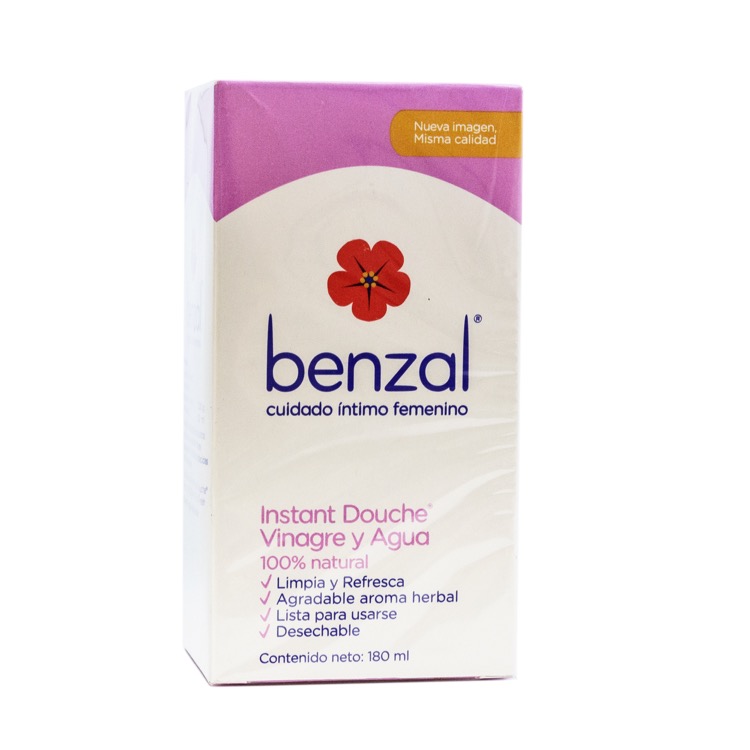 Nueva imagen,
Misma calidad
benzal®
cuidado íntimo femenino
Instant Douche®
Vinagre y Agua
100% natural
✓ Limpia y Refresca
✓ Agradable aroma herbal
✓ Lista para usarse
✓ Desechable
Contenido neto: 180 ml